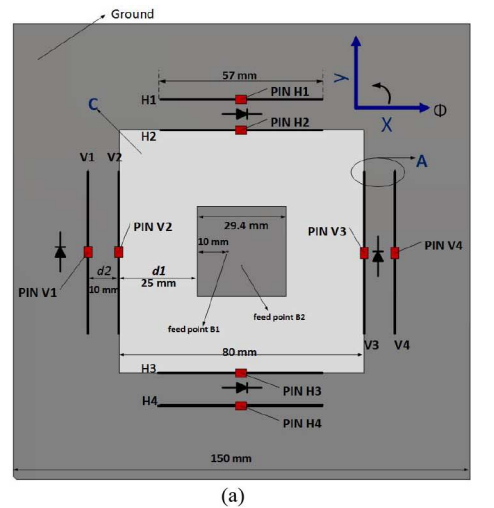 Ground
57 mm
y
H1
PIN H1
Φ
C
X
H2
PIN H2
V1 V2
A
PIN V2
29.4 mm
PIN V3
PIN V4
10 mm
d2
d1
PIN V1
10 mm
25 mm
feed point B1
feed point B2
80 mm
V3 V4
H3
PIN H3
H4
PIN H4
150 mm
(a)